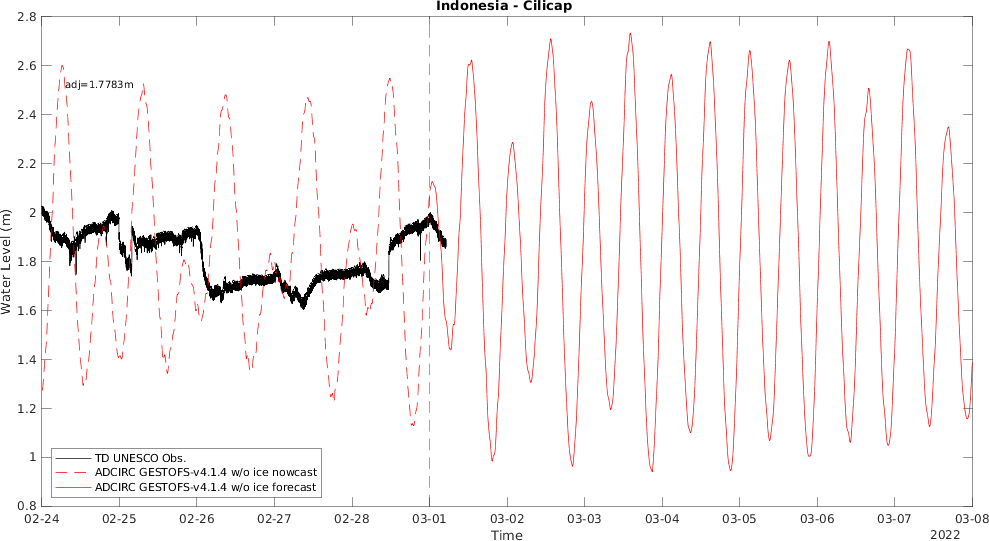 Indonesia - Cilicap
2.8
2.6
2.4
2.2
2
1.8
1.6
1.4
1.2
1
0.8
Water Level (m)
adj=1.7783m
TD UNESCO Obs.
ADCIRC GESTOFS-v4.1.4 w/o ice nowcast
ADCIRC GESTOFS-v4.1.4 w/o ice forecast
02-24 02-25 02-26 02-27 02-28 03-01 03-02 03-03 03-04 03-05 03-06 03-07 03-08
Time
2022